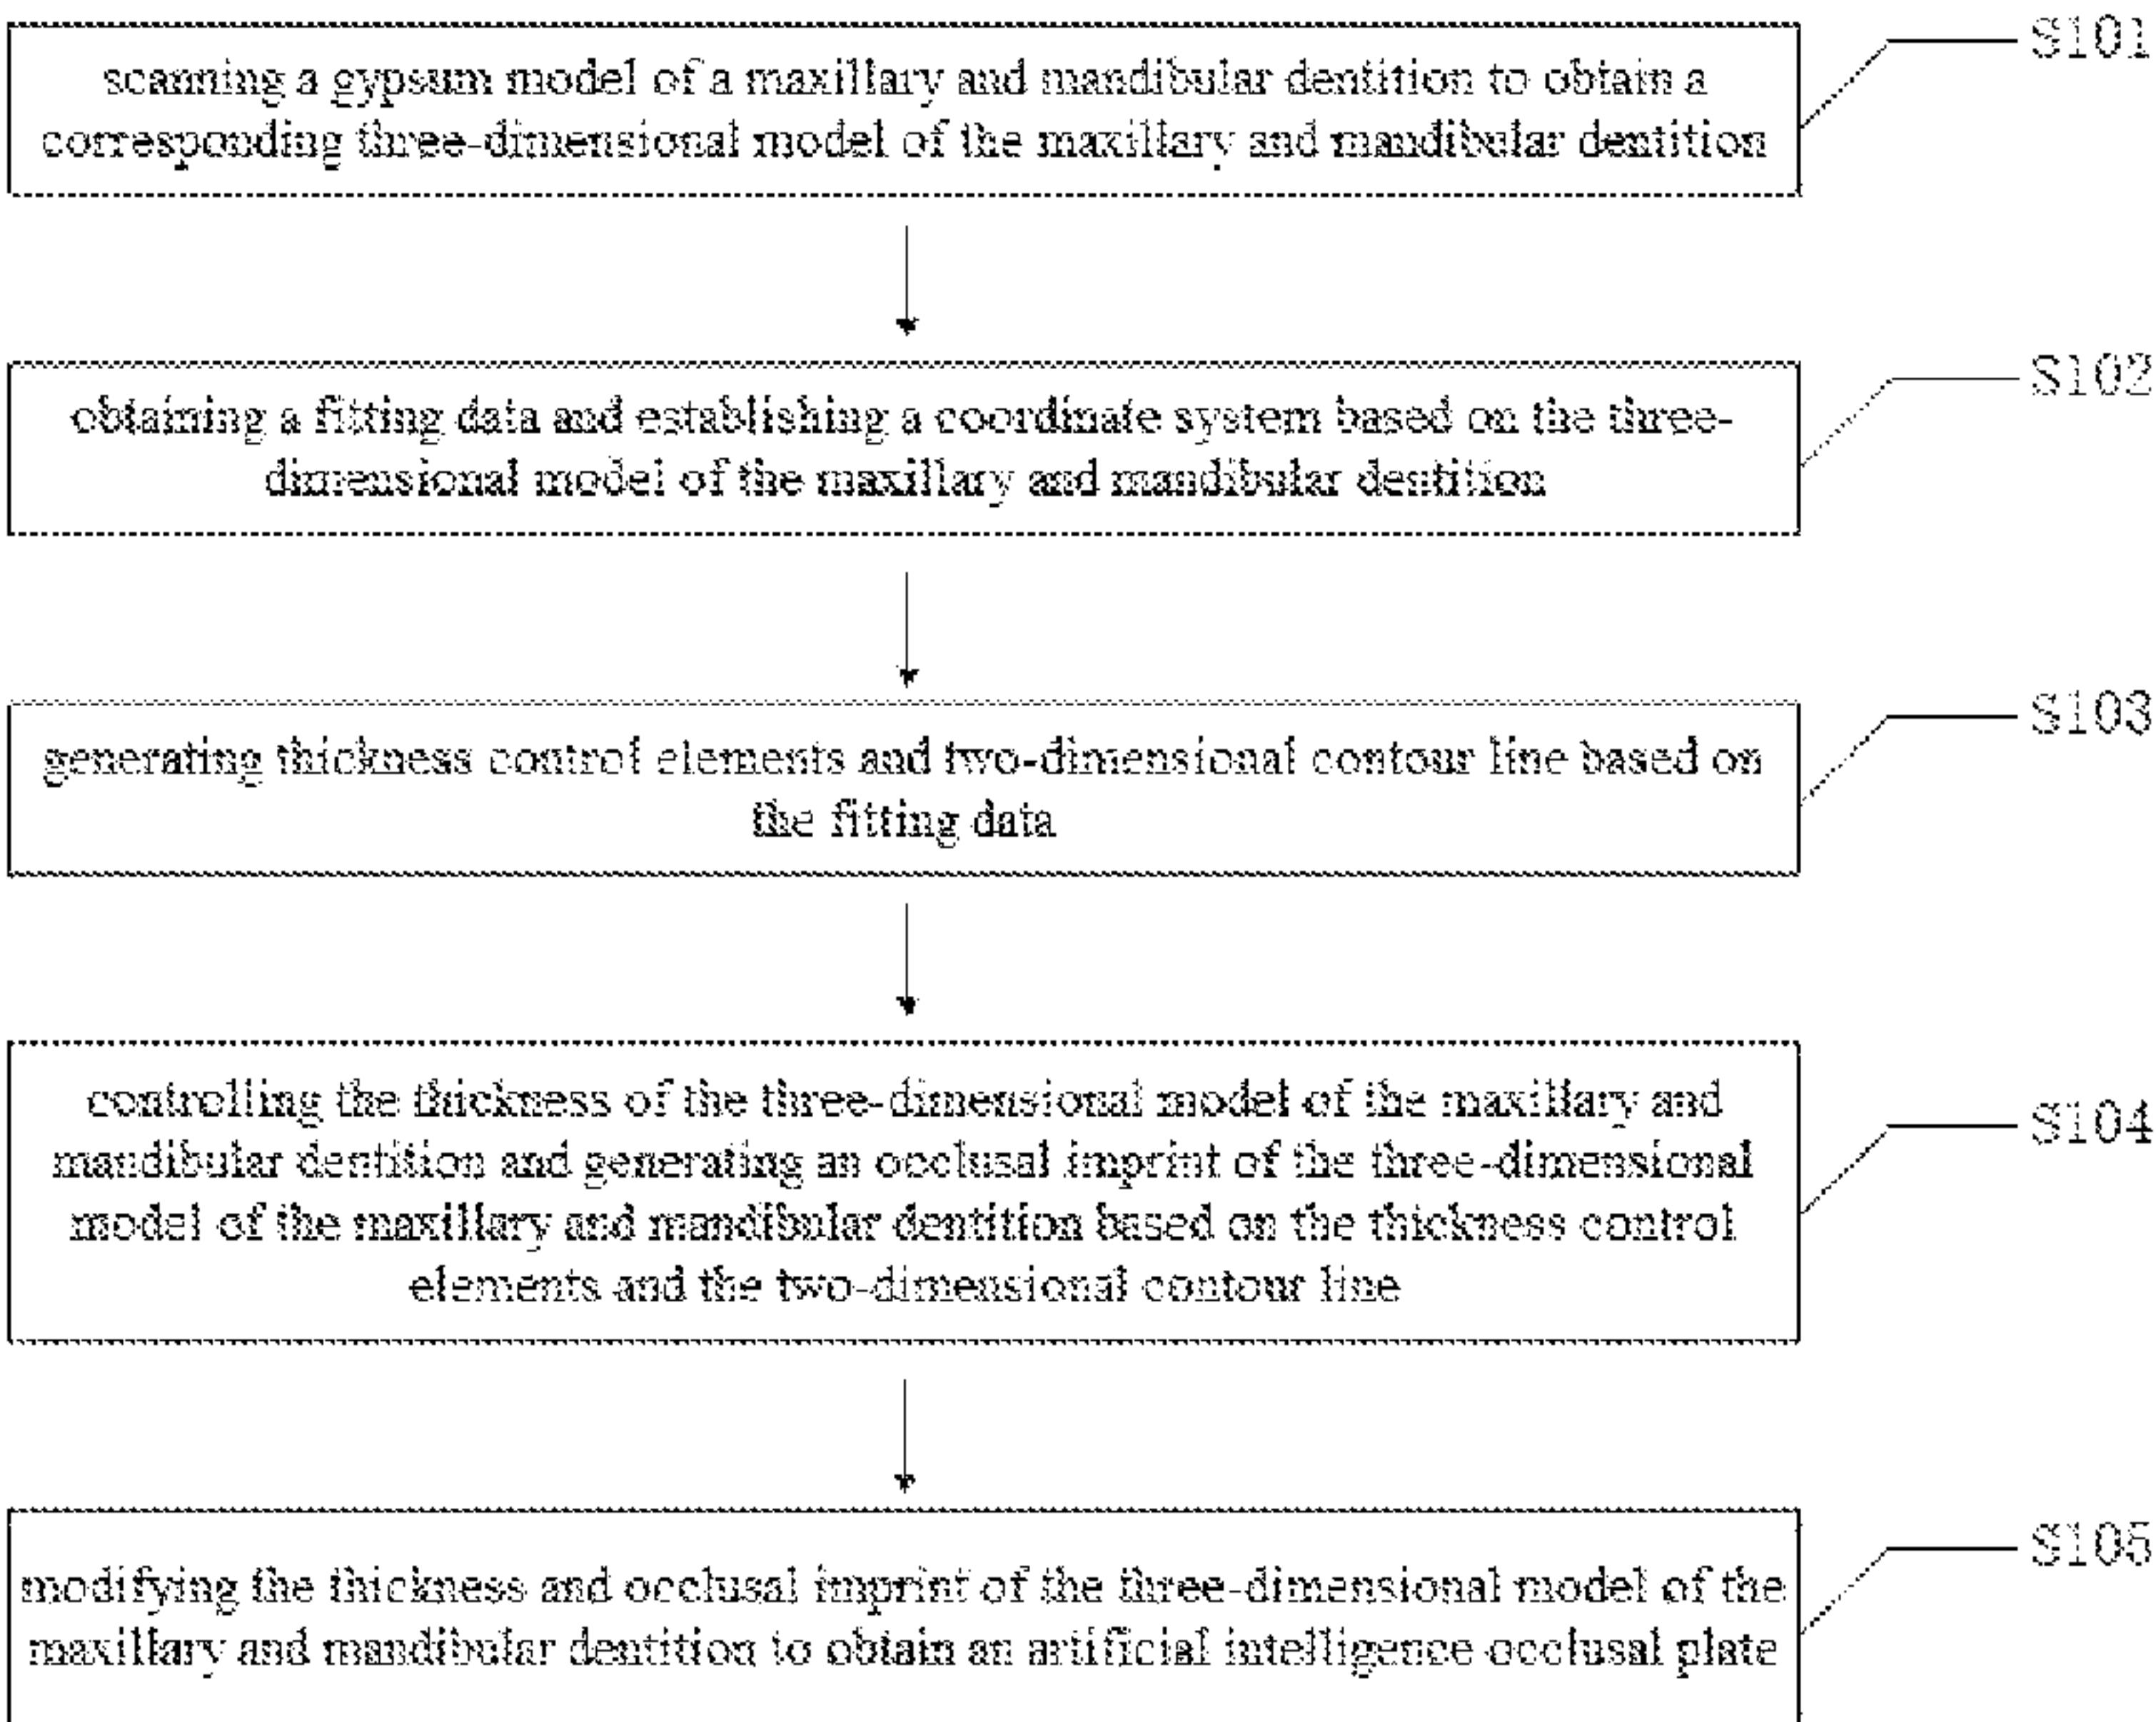 scanning a gypsum model of a maxillary and mandibular dentition to obtain a
corresponding three-dimensional model of the maxillary and mandibular dentition
S101
obtaining a fitting data and establishing a coordinate system based on the three-
dimensional model of the maxillary and mandibular dentition
S102
generating thickness control elements and two-dimensional contour line based on
the fitting data
S103
controlling the thickness of the three-dimensional model of the maxillary and
mandibular dentition and generating an occlusal imprint of the three-dimensional
model of the maxillary and mandibular dentition based on the thickness control
elements and the two-dimensional contour line
S104
modifying the thickness and occlusal imprint of the three-dimensional model of the
maxillary and mandibular dentition to obtain an artificial intelligence occlusal plate
S105